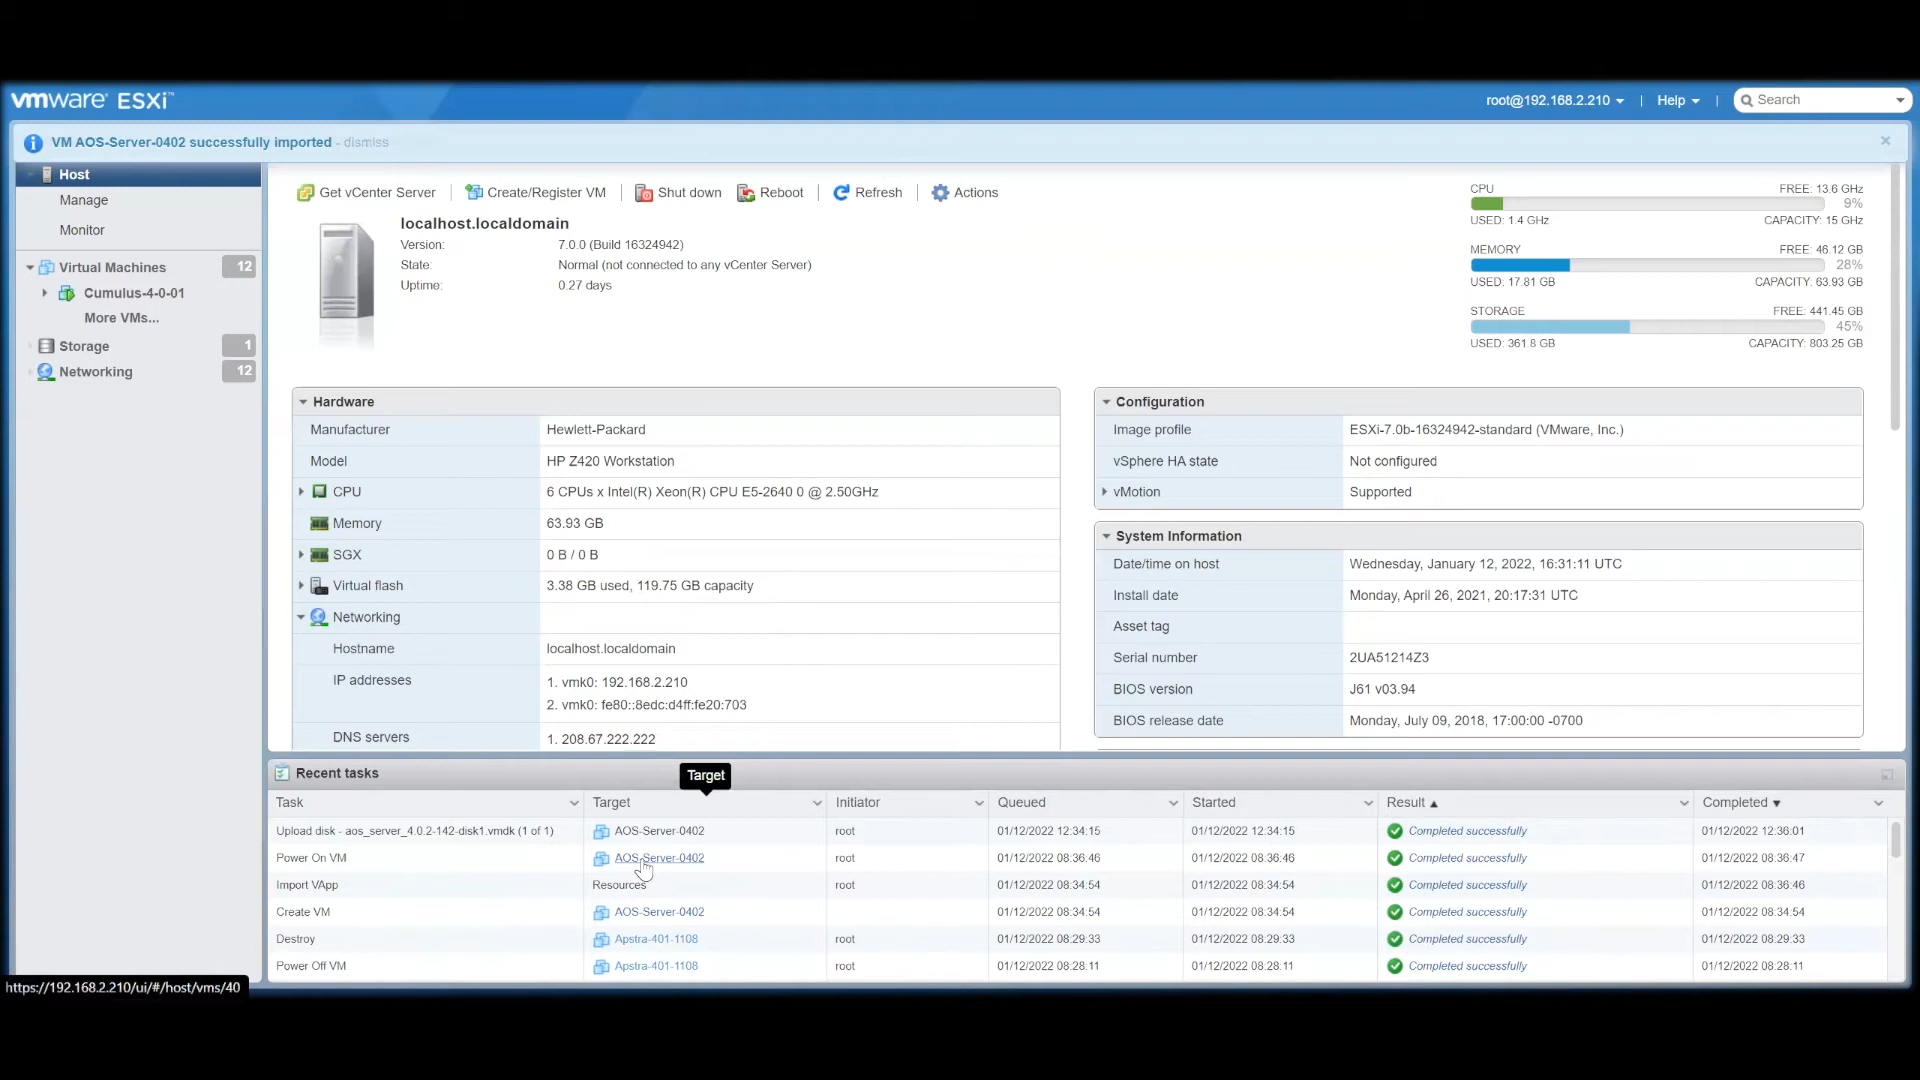 vmware ESXi™
root@192.168.2.210 | Help | Search
VM AOS-Server-0402 successfully imported - dismiss
Host
Manage
Monitor
Virtual Machines 12
Cumulus-4-0-01
More VMs...
Storage 1
Networking 12
Get vCenter Server | Create/Register VM | Shut down Reboot | Refresh | Actions
localhost.localdomain
Version: 7.0.0 (Build 16324942)
State: Normal (not connected to any vCenter Server)
Uptime: 0.27 days
CPU FREE: 13.6 GHz
9%
USED: 1.4 GHz CAPACITY: 15 GHz
MEMORY FREE: 46.12 GB
28%
USED: 17.81 GB CAPACITY: 63.93 GB
STORAGE FREE: 441.45 GB
45%
USED: 361.8 GB CAPACITY: 803.25 GB
Hardware
Manufacturer Hewlett-Packard
Model HP Z420 Workstation
CPU 6 CPUs x Intel(R) Xeon(R) CPU E5-2640 0 @ 2.50GHz
Memory 63.93 GB
SGX 0 B / 0 B
Virtual flash 3.38 GB used, 119.75 GB capacity
Networking
Hostname localhost.localdomain
IP addresses 1. vmk0: 192.168.2.210
2. vmk0: fe80::8edc:d4ff:fe20:703
DNS servers 1. 208.67.222.222
Configuration
Image profile ESXi-7.0b-16324942-standard (VMware, Inc.)
vSphere HA state Not configured
vMotion Supported
System Information
Date/time on host Wednesday, January 12, 2022, 16:31:11 UTC
Install date Monday, April 26, 2021, 20:17:31 UTC
Asset tag
Serial number 2UA51214Z3
BIOS version J61 v03.94
BIOS release date Monday, July 09, 2018, 17:00:00 -0700
Recent tasks
Target
Task Target Initiator Queued Started Result Completed
Upload disk - aos_server_4.0.2-142-disk1.vmdk (1 of 1) AOS-Server-0402 root 01/12/2022 12:34:15 01/12/2022 12:34:15 Completed successfully 01/12/2022 12:36:01
Power On VM AOS-Server-0402 root 01/12/2022 08:36:46 01/12/2022 08:36:46 Completed successfully 01/12/2022 08:36:47
Import VApp Resources root 01/12/2022 08:34:54 01/12/2022 08:34:54 Completed successfully 01/12/2022 08:36:46
Create VM AOS-Server-0402 01/12/2022 08:34:54 01/12/2022 08:34:54 Completed successfully 01/12/2022 08:34:54
Destroy Apstra-401-1108 root 01/12/2022 08:29:33 01/12/2022 08:29:33 Completed successfully 01/12/2022 08:29:33
Power Off VM Apstra-401-1108 root 01/12/2022 08:28:11 01/12/2022 08:28:11 Completed successfully 01/12/2022 08:28:11
https://192.168.2.210/ui/#/host/vms/40